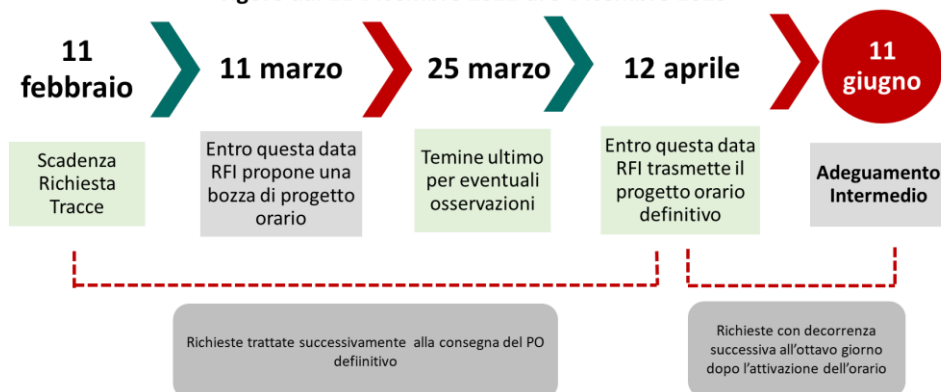 11
febbraio
11 marzo
25 marzo
12 aprile
11
giugno
Scadenza
Richiesta
Tracce
Entro questa data
RFI propone una
bozza di progetto
orario
Temine ultimo
per eventuali
osservazioni
Entro questa data
RFI trasmette il
progetto orario
definitivo
Adeguamento
Intermedio
Richieste trattate successivamente alla consegna del PO
defiinitivo
Richieste con decorrenza
successiva all'ottavo giorno
dopo l'attivazione dell'orario